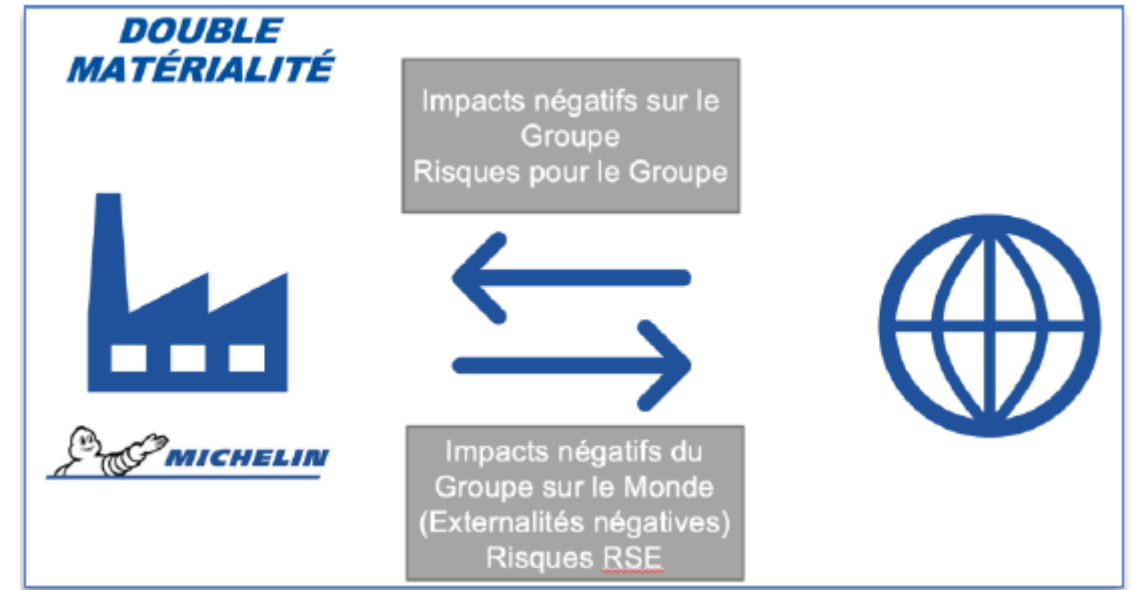 DOUBLE
MATÉRIALITÉ
Impacts négatifs sur le
Groupe
Risques pour le Groupe
MICHELIN
Impacts négatifs du
Groupe sur le Monde
(Externalités négatives)
Risques RSE